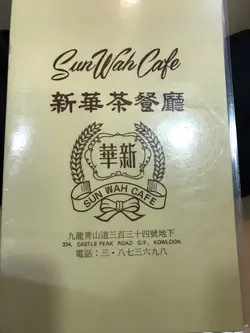 Sun Wah Cafe
新華茶餐廳
華新
SUN WAH CAFE
九龍青山道三百三十四號地下
334, CASTLE PEAK ROAD G/F., KOWLOON.
電話：三・八七三六九八